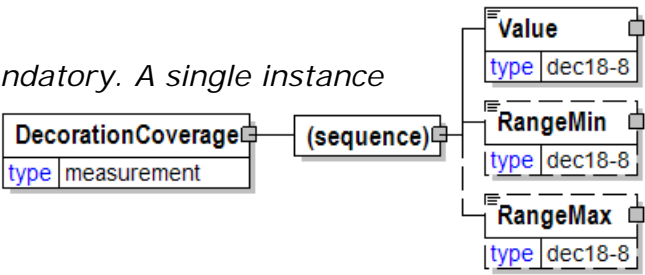 Value
type dec18-8
ndatory. A single instance
DecorationCoverage
type measurement
(sequence)
RangeMin
type dec18-8
RangeMax
type dec18-8